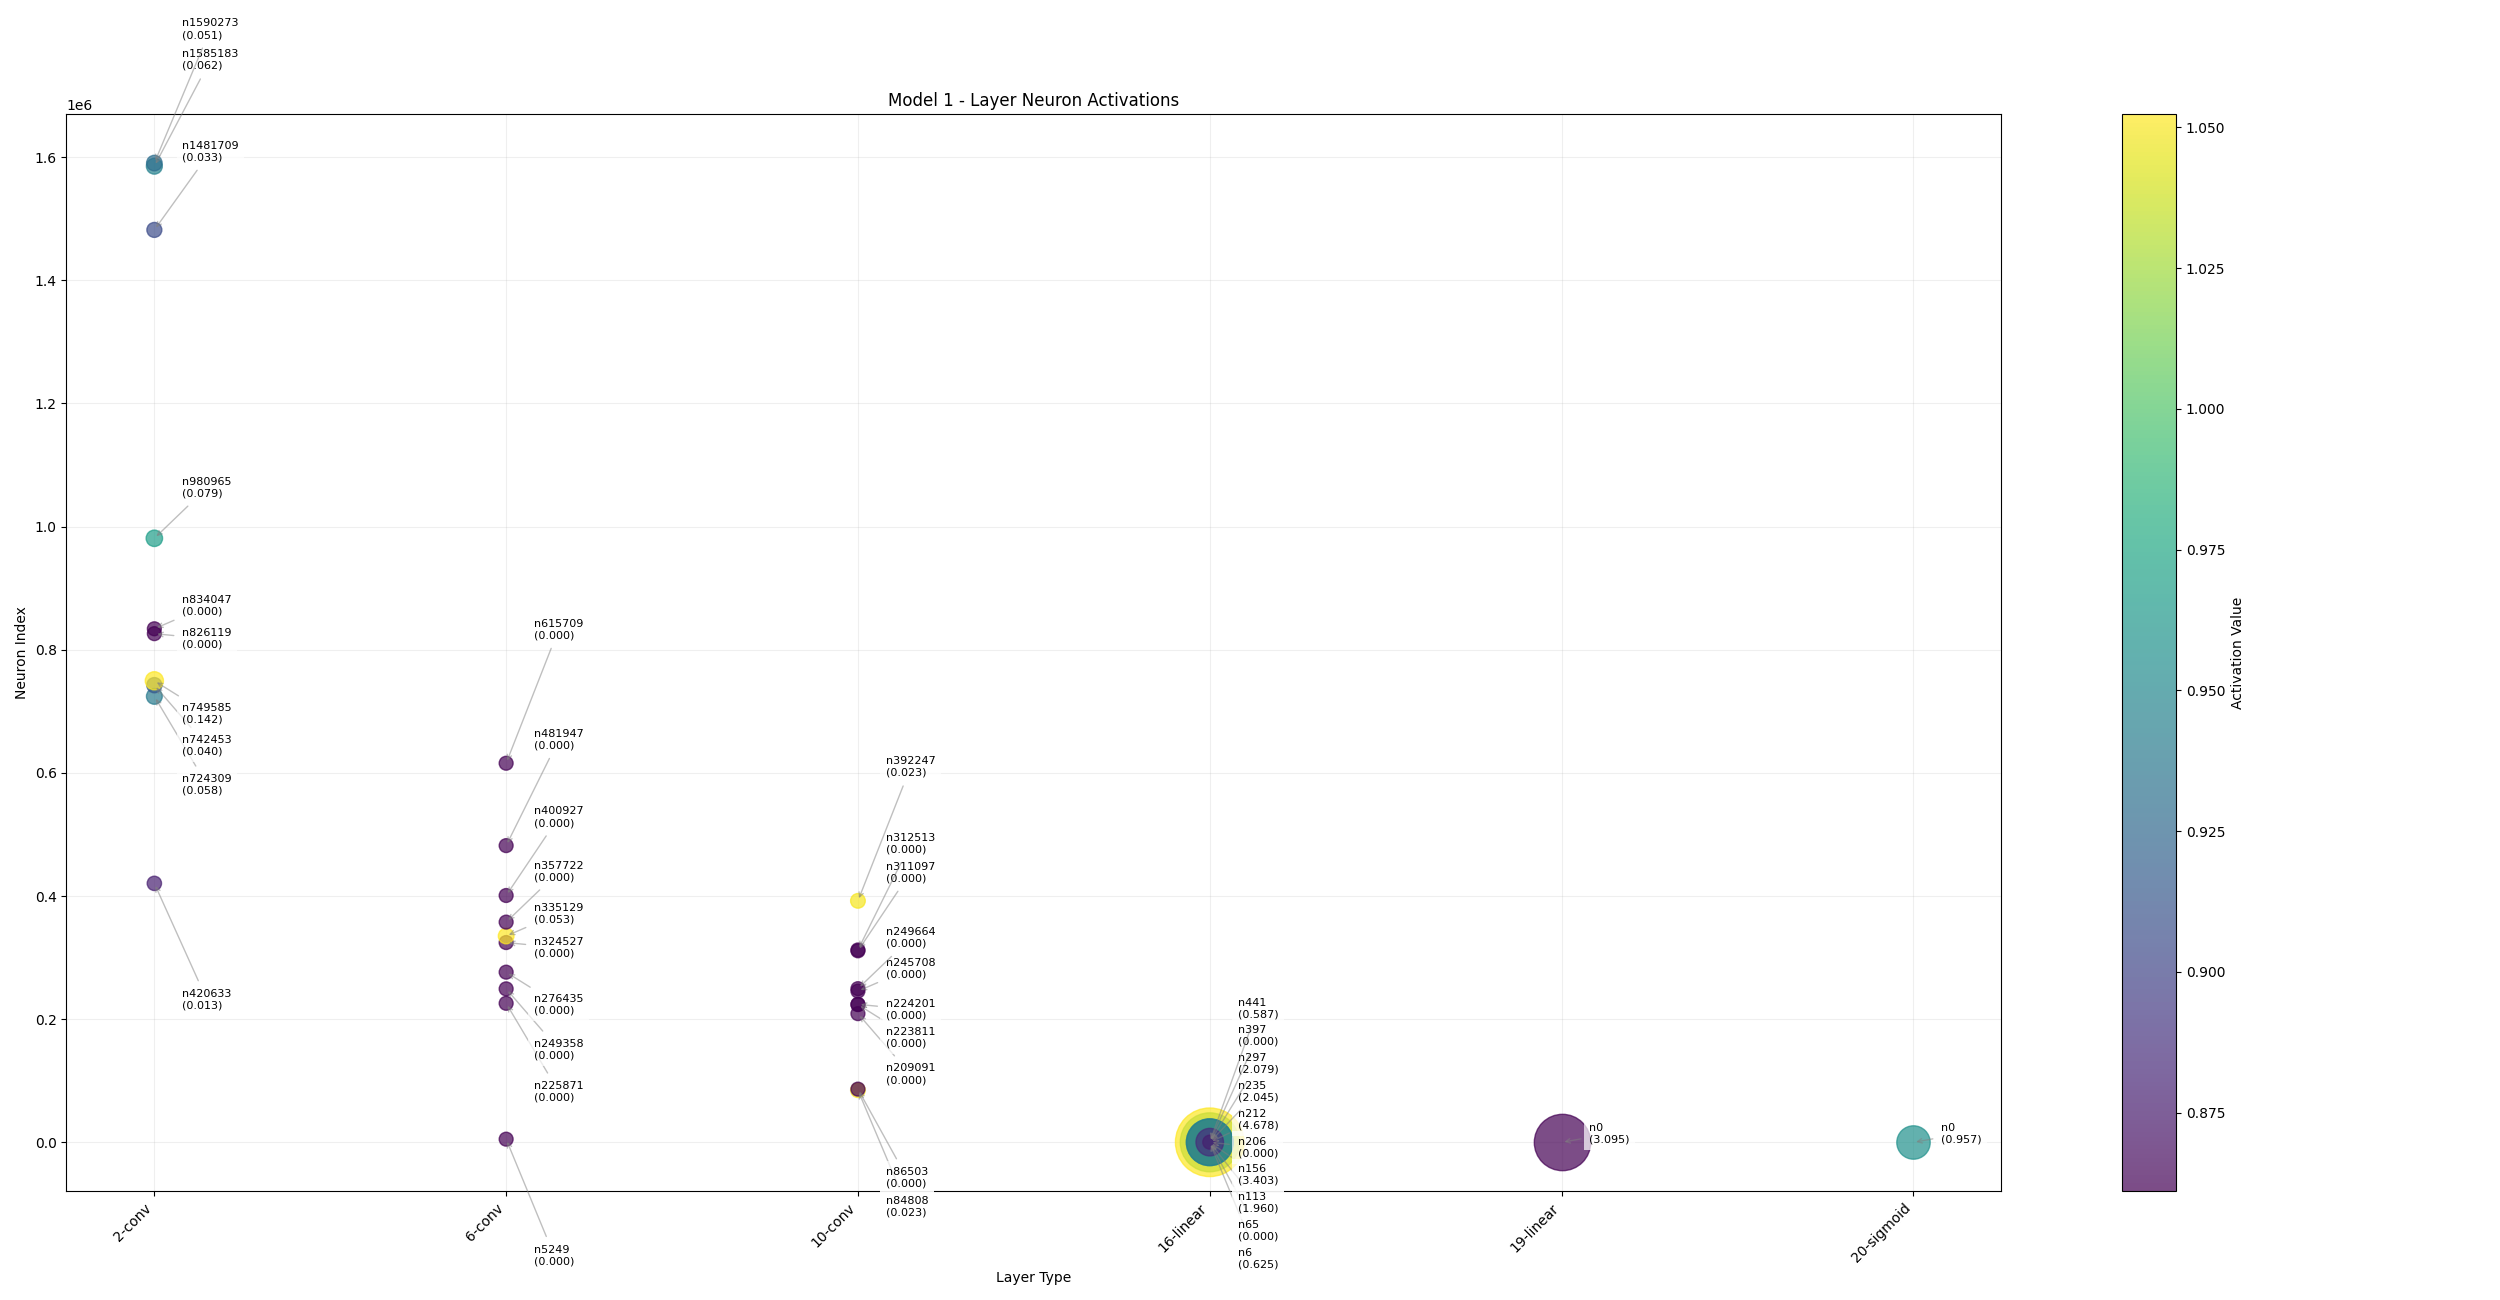 n1590273
(0.051)
n1585183
(0.062)
1e6
Model 1 - Layer Neuron Activations
n1481709
(0.033)
n980965
(0.079)
n834047
(0.000)
n826119
(0.000)
n749585
(0.142)
n742453
(0.040)
n724309
(0.058)
n420633
(0.013)
n615709
(0.000)
n481947
(0.000)
n400927
(0.000)
n357722
(0.000)
n335129
(0.053)
n324527
(0.000)
n276435
(0.000)
n249358
(0.000)
n225871
(0.000)
n5249
(0.000)
n392247
(0.023)
n312513
(0.000)
n311097
(0.000)
n249664
(0.000)
n245708
(0.000)
n224201
(0.000)
n223811
(0.000)
n209091
(0.000)
n86503
(0.000)
n84808
(0.023)
n441
(0.587)
n397
(0.000)
n297
(2.079)
n235
(2.045)
n212
(4.678)
n206
(0.000)
n156
(3.403)
n113
(1.960)
n65
(0.000)
n6
(0.625)
n0
(3.095)
n0
(0.957)
1.6
1.4
1.2
1.0
0.8
0.6
0.4
0.2
0.0
Neuron Index
2-conv
6-conv
10-conv
16-linear
19-linear
20-sigmoid
Layer Type
1.050
1.025
1.000
0.975
0.950
0.925
0.900
0.875
Activation Value